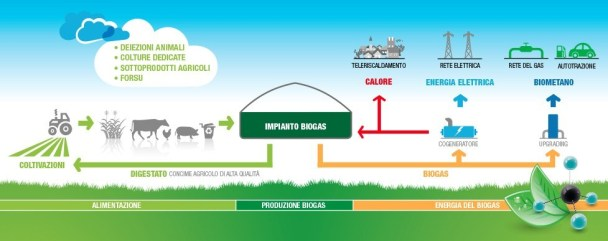 • DEIEZIONI ANIMALI
• COLTURE DEDICATE
• SOTTOPRODOTTI AGRICOLI
• FORSU
TELERISCALDAMENTO
RETE ELETTRICA
RETE DEL GAS
AUTOTRAZIONE
CALORE
ENERGIA ELETTRICA
BIOMETANO
IMPIANTO BIOGAS
COGENERATORE
UPGRADING
COLTIVAZIONI
DIGESTATO CONCIME AGRICOLO DI ALTA QUALITÀ
BIOGAS
ALIMENTAZIONE
PRODUZIONE BIOGAS
ENERGIA DEL BIOGAS